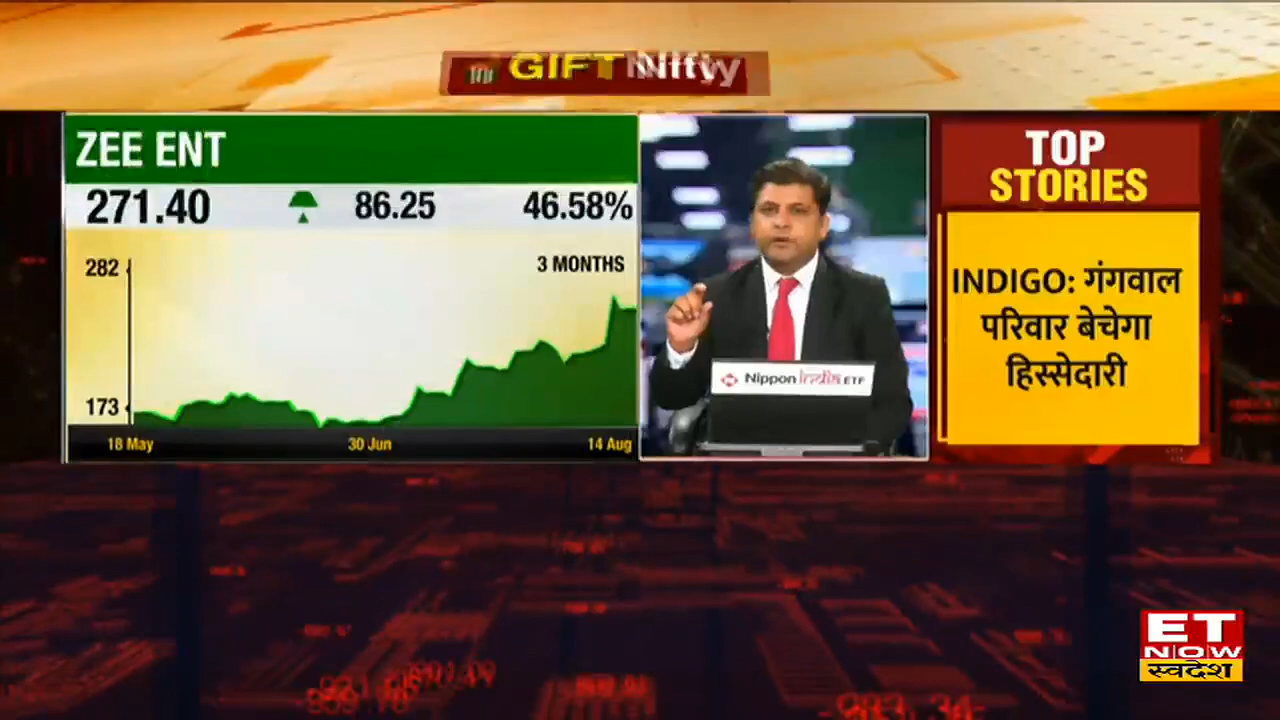 GIFT Nifty
ZEE ENT
271.40 86.25 46.58%
282
3 MONTHS
173
18 May 30 Jun 14 Aug
Nippon india ETF
TOP
STORIES
INDIGO: गंगवाल
परिवार बेचेगा
हिस्सेदारी
ET
NOW
स्वदेश